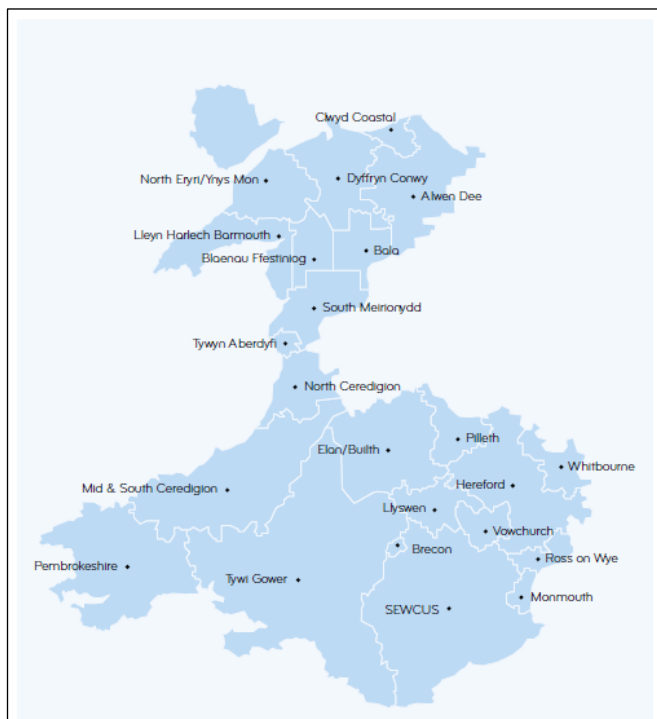 Clwyd Coastal
North Eryri/Ynys Mon
Dyffryn Conwy
Alwen Dee
Lleyn Harlech Barmouth
Blaenau Ffestiniog
Bala
South Meirionydd
Tywyn Aberdyfi
North Ceredigion
Pilleth
Elan/Builth
Whitbourne
Hereford
Mid & South Ceredigion
Llyswen
Vowchurch
Brecon
Ross on Wye
Pembrokeshire
Tywi Gower
Monmouth
SEWCUS